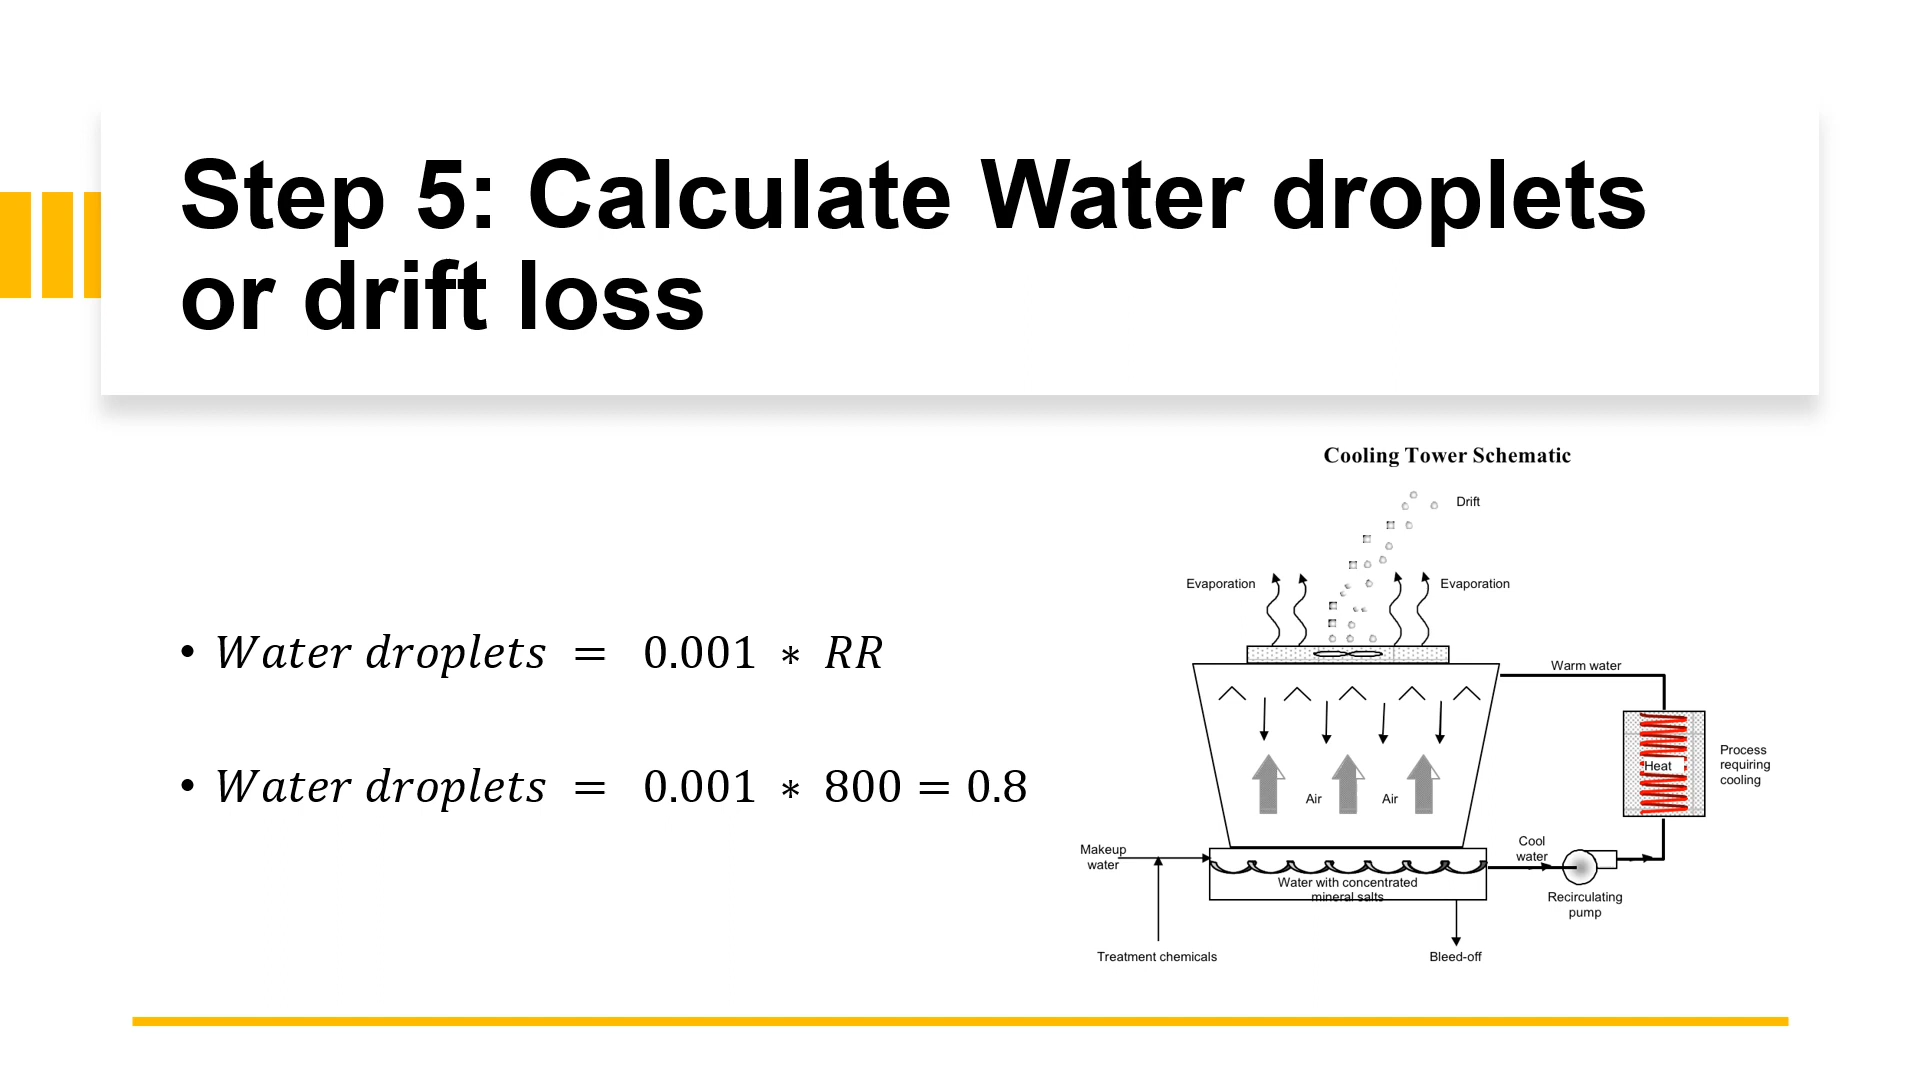 Step 5: Calculate Water droplets
or drift loss
• Water droplets = 0.001 ∗ RR
• Water droplets = 0.001 ∗ 800 = 0.8
Cooling Tower Schematic
Drift
Evaporation
Evaporation
Warm water
Process
requiring
cooling
Heat
Air
Air
Cool
water
Makeup
water
Water with concentrated
mineral salts
Recirculating
pump
Treatment chemicals
Bleed-off